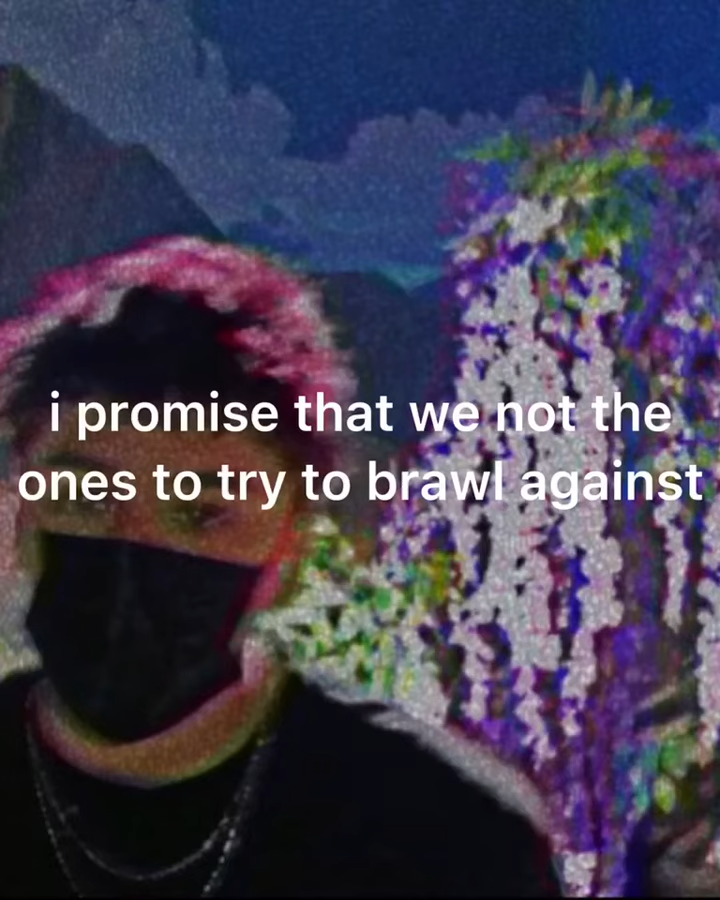 i promise that we not the
ones to try to brawl against